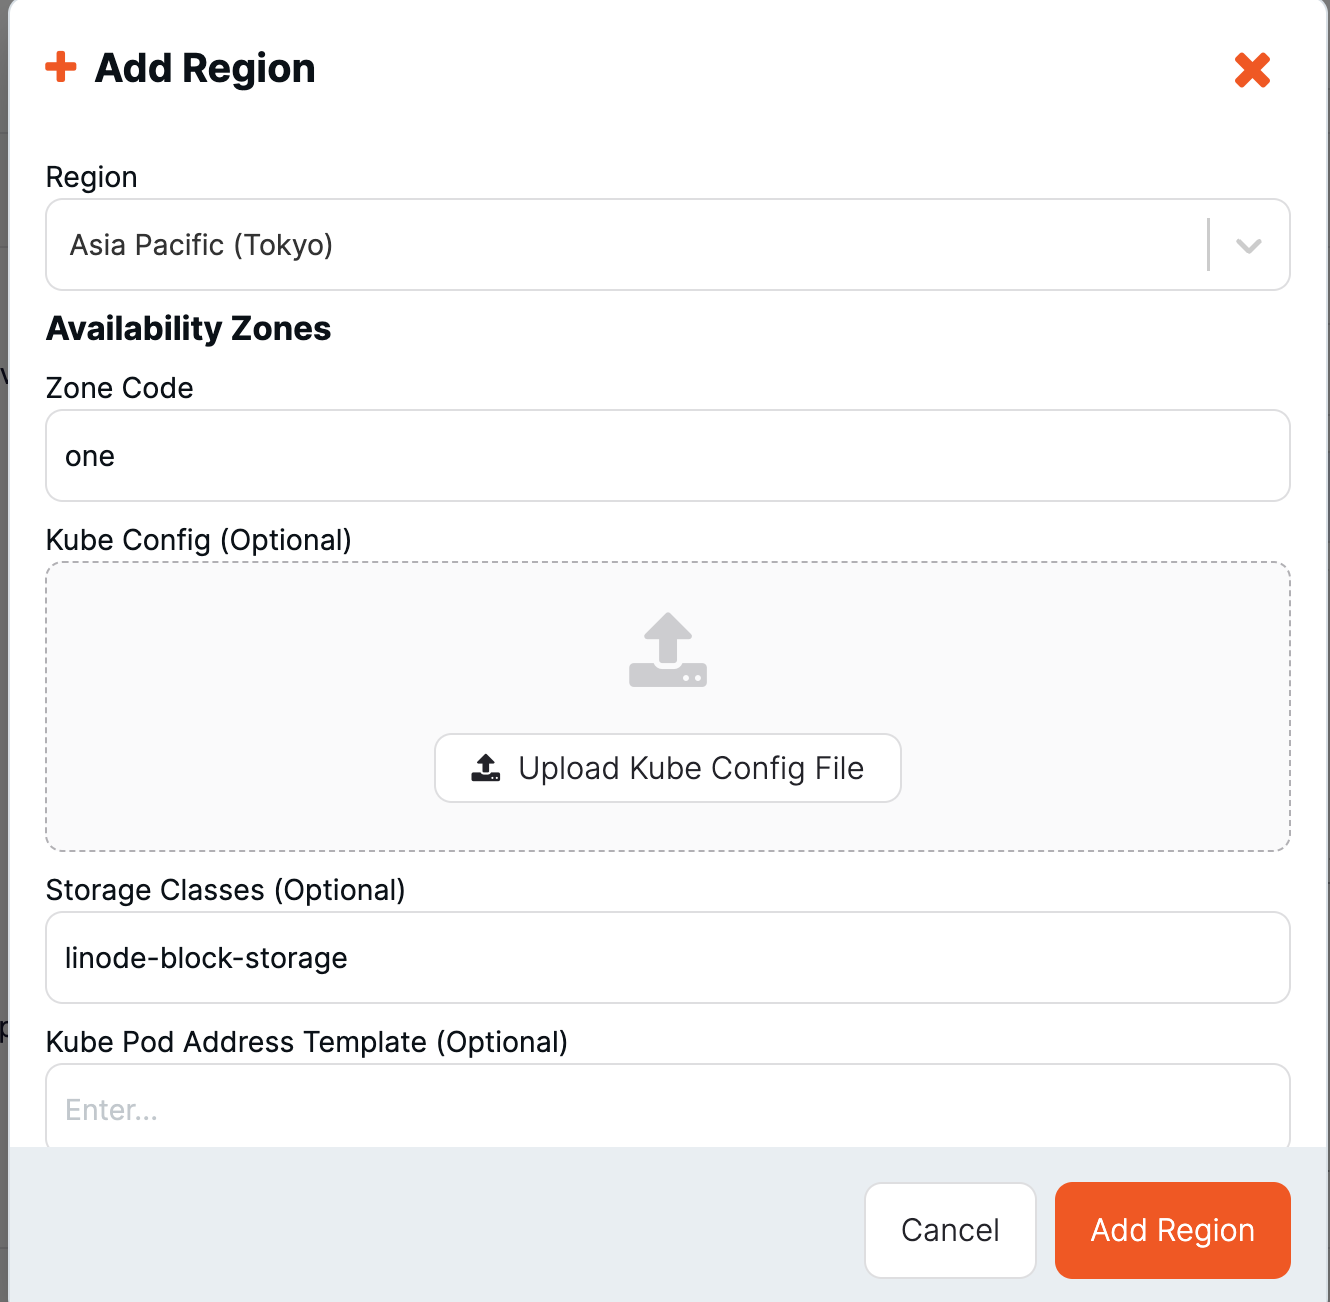 Add Region
Region
Asia Pacific (Tokyo)
Availability Zones
Zone Code
one
Kube Config (Optional)
Upload Kube Config File
Storage Classes (Optional)
linode-block-storage
Kube Pod Address Template (Optional)
Enter...
Cancel
Add Region